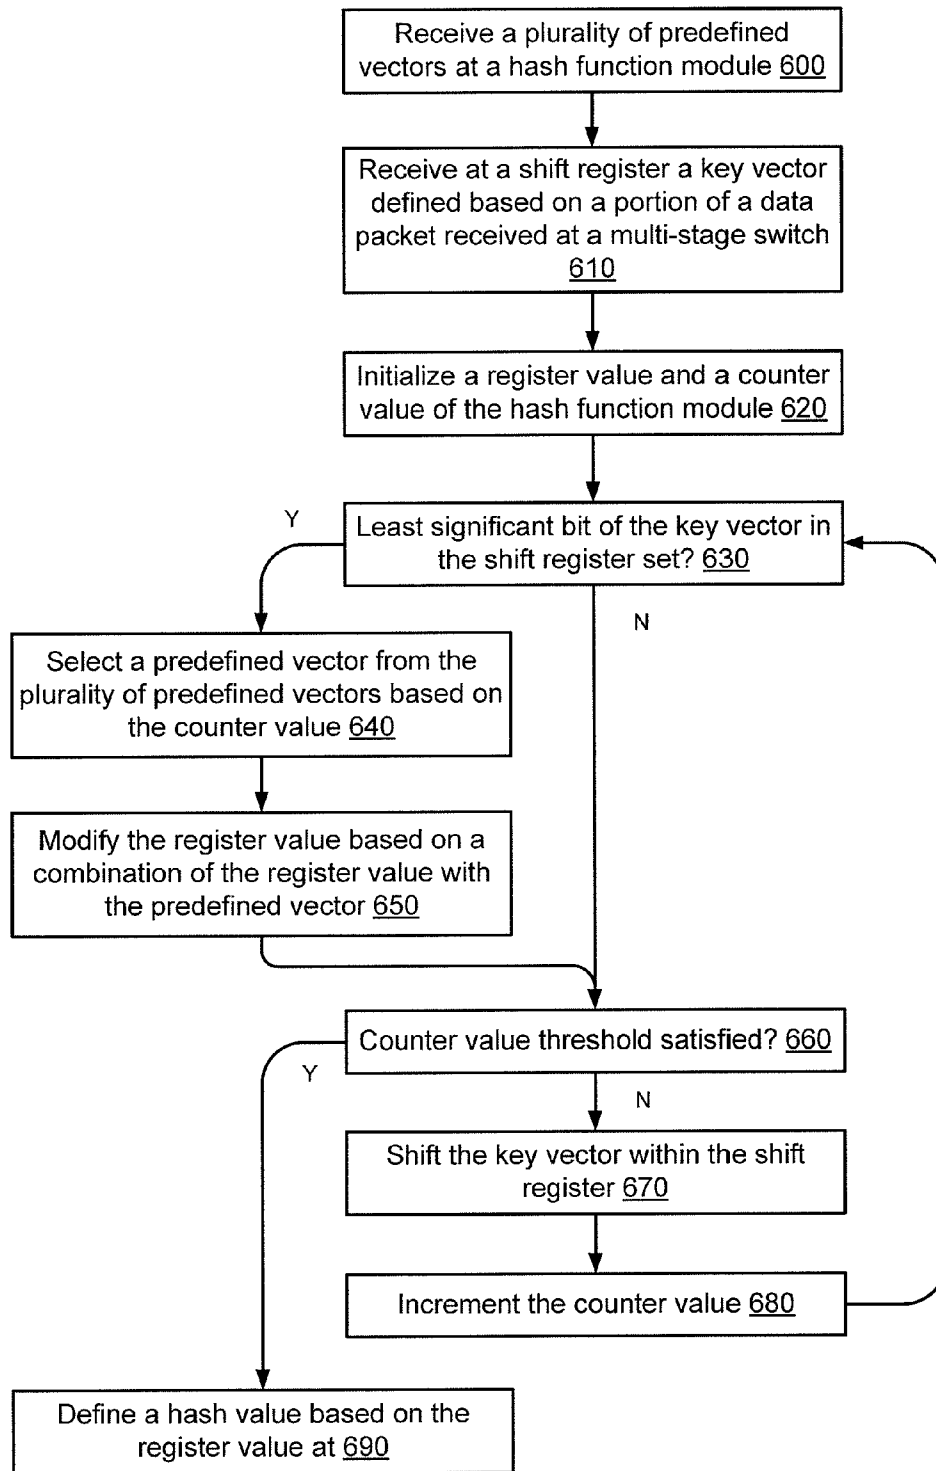 Receive a plurality of predefined
vectors at a hash function module 600
Receive at a shift register a key vector
defined based on a portion of a data
packet received at a multi-stage switch
610
Initialize a register value and a counter
value of the hash function module 620
Y
Least significant bit of the key vector in
the shift register set? 630
N
Select a predefined vector from the
plurality of predefined vectors based on
the counter value 640
Modify the register value based on a
combination of the register value with
the predefined vector 650
Counter value threshold satisfied? 660
Y
N
Shift the key vector within the shift
register 670
Increment the counter value 680
Define a hash value based on the
register value at 690